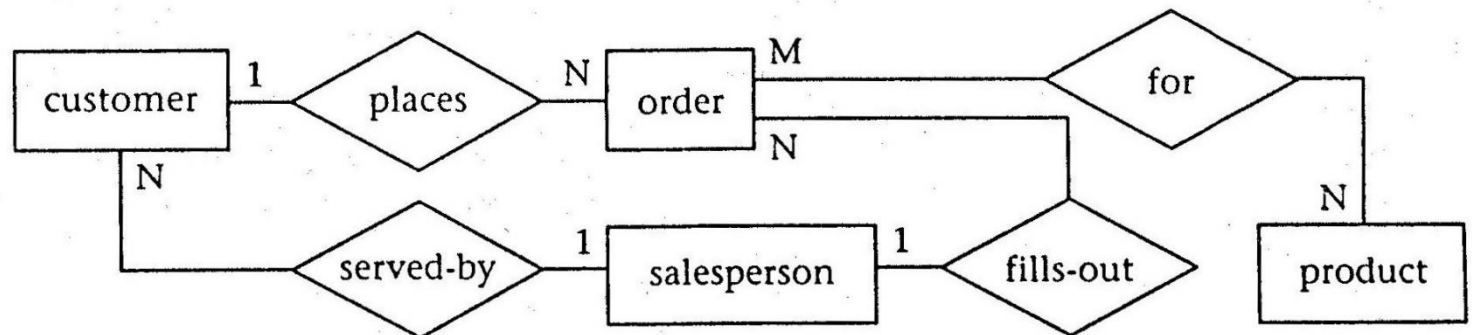 customer
1
places
N
order
M
for
N
N
served-by
1
salesperson
1
fills-out
N
product